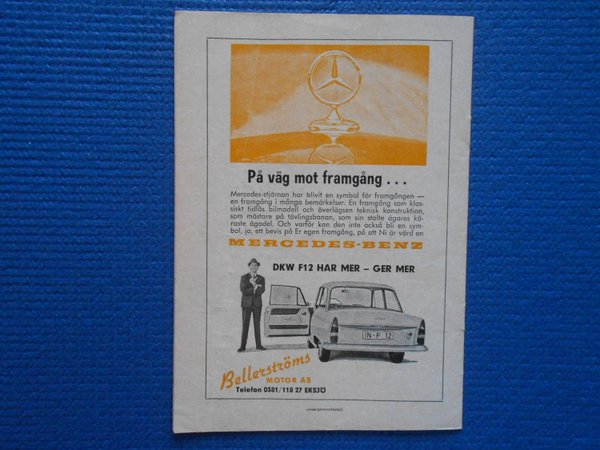 På väg mot framgång . . .
Mercedes-stjärnan har blivit en symbol för framgången —
en framgång i många bemärkelser. En framgång som klas-
siskt tidlös bilmodell och överlägsen teknisk konstruktion,
som mästare på tävlingsbanan, som sin stolte ägares kä-
raste ägodel. Och varför kan den inte också bli en sym-
bol, ja, ett bevis på Er egen framgång, på att Ni är värd en
MERCEDES-BENZ
DKW F12 HAR MER – GER MER
IN-F 12
Bellerströms
MOTOR AB
Telefon 0381/118 27 EKSJÖ